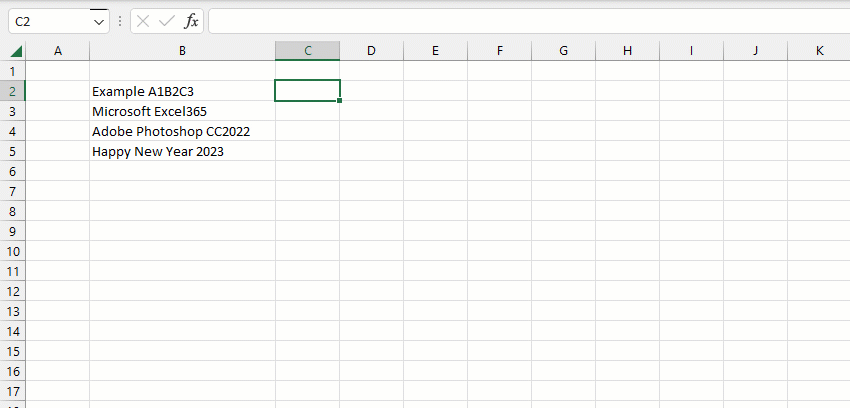 C2 fx
A B C D E F G H I J K
1
2 Example A1B2C3
3 Microsoft Excel365
4 Adobe Photoshop CC2022
5 Happy New Year 2023
6
7
8
9
10
11
12
13
14
15
16
17